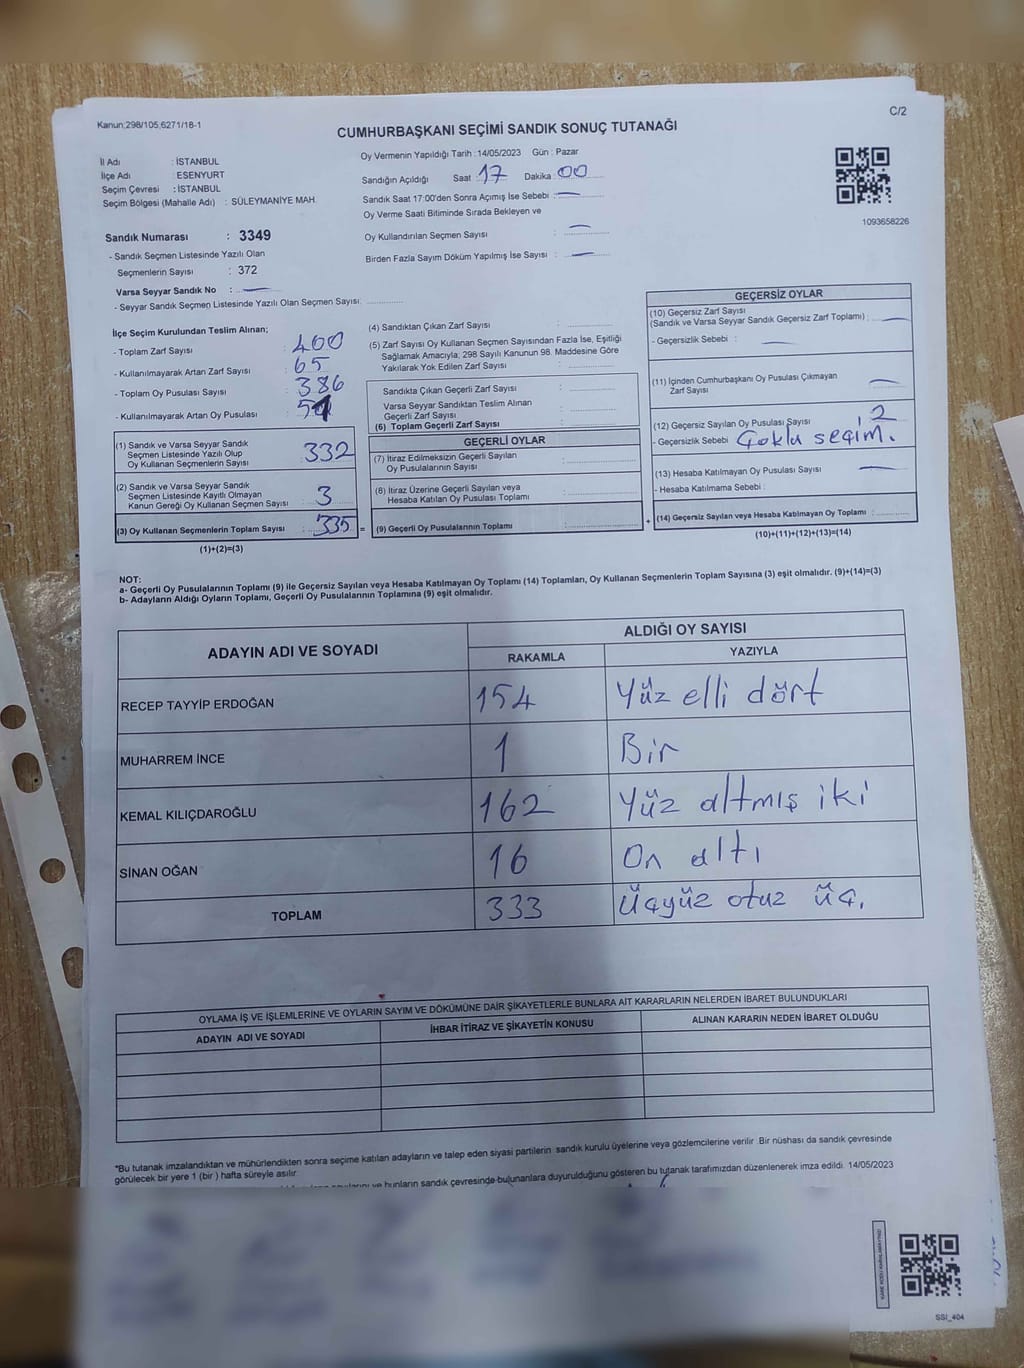 Kanun;298/105,6271/18-1
C/2
CUMHURBAŞKANI SEÇİMİ SANDIK SONUÇ TUTANAĞI
İl Adı : İSTANBUL
İlçe Adı : ESENYURT
Seçim Çevresi : İSTANBUL
Seçim Bölgesi (Mahalle Adı) : SÜLEYMANİYE MAH.
Sandık Numarası : 3349
- Sandık Seçmen Listesinde Yazılı Olan
Seçmenlerin Sayısı : 372
Varsa Seyyar Sandık No :
- Seyyar Sandık Seçmen Listesinde Yazılı Olan Seçmen Sayısı:
Oy Vermenin Yapıldığı Tarih : 14/05/2023 Gün : Pazar
Sandığın Açıldığı Saat : 17 Dakika : 00
Sandık Saat 17:00'den Sonra Açımış İse Sebebi :
Oy Verme Saati Bitiminde Sırada Bekleyen ve
Oy Kullandırılan Seçmen Sayısı :
Birden Fazla Sayım Döküm Yapılmış İse Sayısı :
1093658226
İlçe Seçim Kurulundan Teslim Alınan;
- Toplam Zarf Sayısı : 400
- Kullanılmayarak Artan Zarf Sayısı : 65
- Toplam Oy Pusulası Sayısı : 386
- Kullanılmayarak Artan Oy Pusulası :
(1) Sandık ve Varsa Seyyar Sandık
Seçmen Listesinde Yazılı Olup
Oy Kullanan Seçmenlerin Sayısı : 332
(2) Sandık ve Varsa Seyyar Sandık
Seçmen Listesinde Kayıtlı Olmayan
Kanun Gereği Oy Kullanan Seçmen Sayısı : 3
(3) Oy Kullanan Seçmenlerin Toplam Sayısı : 335 =
(1)+(2)=(3)
(4) Sandıktan Çıkan Zarf Sayısı :
(5) Zarf Sayısı Oy Kullanan Seçmen Sayısından Fazla İse, Eşitliği
Sağlamak Amacıyla; 298 Sayılı Kanunun 98. Maddesine Göre
Yakılarak Yok Edilen Zarf Sayısı :
Sandıkta Çıkan Geçerli Zarf Sayısı :
Varsa Seyyar Sandıktan Teslim Alınan
Geçerli Zarf Sayısı :
(6) Toplam Geçerli Zarf Sayısı :
GEÇERLİ OYLAR
(7) İtiraz Edilmeksizin Geçerli Sayılan
Oy Pusulalarının Sayısı :
(8) İtiraz Üzerine Geçerli Sayılan veya
Hesaba Katılan Oy Pusulası Toplamı :
(9) Geçerli Oy Pusulalarının Toplamı : +
GEÇERSİZ OYLAR
(10) Geçersiz Zarf Sayısı
(Sandık ve Varsa Seyyar Sandık Geçersiz Zarf Toplamı) :
- Geçersizlik Sebebi :
(11) İçinden Cumhurbaşkanı Oy Pusulası Çıkmayan
Zarf Sayısı :
(12) Geçersiz Sayılan Oy Pusulası Sayısı : 2
- Geçersizlik Sebebi : Çoklu seçim.
(13) Hesaba Katılmayan Oy Pusulası Sayısı :
- Hesaba Katılmama Sebebi :
(14) Geçersiz Sayılan veya Hesaba Katılmayan Oy Toplamı :
(10)+(11)+(12)+(13)=(14)
NOT:
a- Geçerli Oy Pusulalarının Toplamı (9) ile Geçersiz Sayılan veya Hesaba Katılmayan Oy Toplamı (14) Toplamları, Oy Kullanan Seçmenlerin Toplam Sayısına (3) eşit olmalıdır. (9)+(14)=(3)
b- Adayların Aldığı Oyların Toplamı, Geçerli Oy Pusulalarının Toplamına (9) eşit olmalıdır.
ADAYIN ADI VE SOYADI ALDIĞI OY SAYISI
RAKAMLA YAZIYLA
RECEP TAYYİP ERDOĞAN 154 Yüz elli dört
MUHARREM İNCE 1 Bir
KEMAL KILIÇDAROĞLU 162 Yüz altmış iki
SİNAN OĞAN 16 On altı
TOPLAM 333 Üçyüz otuz üç.
OYLAMA İŞ VE İŞLEMLERİNE VE OYLARIN SAYIM VE DÖKÜMÜNE DAİR ŞİKAYETLERLE BUNLARA AİT KARARLARIN NELERDEN İBARET BULUNDUKLARI
ADAYIN ADI VE SOYADI İHBAR İTİRAZ VE ŞİKAYETİN KONUSU ALINAN KARARIN NEDEN İBARET OLDUĞU
*Bu tutanak imzalandıktan ve mühürlendikten sonra seçime katılan adayların ve talep eden siyasi partilerin sandık kurulu üyelerine veya gözlemcilerine verilir. Bir nüshası da sandık çevresinde
görülecek bir yere 1 (bir) hafta süreyle asılır.
ve bunların sandık çevresinde bulunanlara duyurulduğunu gösteren bu tutanak tarafımızdan düzenlenerek imza edildi. 14/05/2023
SSI_404